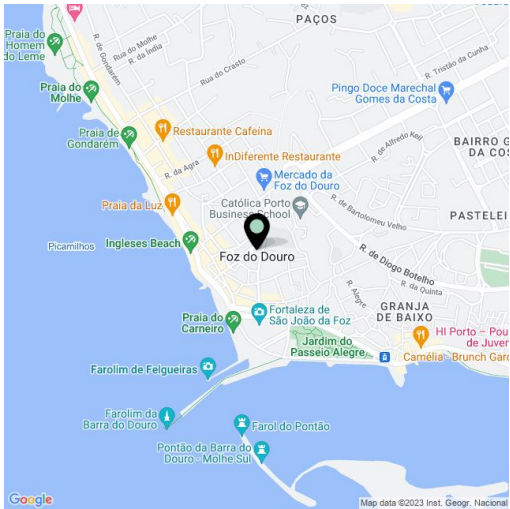 PAÇOS
Praia do
Homem
do Leme
R. de Gondarém
Rua do Molhe
R. da Índia
Rua do Crasto
R. Tristão da Cunha
Praia do
Molhe
Pingo Doce Marechal
Gomes da Costa
Praia de
Gondarém
Restaurante Cafeína
R. de Alfredo Keil
BAIRRO G
DA COS
InDiferente Restaurante
R. da Agra
Mercado da
Foz do Douro
Praia da Luz
Católica Porto
Business School
R. de Bartolomeu Velho
PASTELEI
Picamilhos
Ingleses Beach
Foz do Douro
R. de Diogo Botelho
R. da Quinta
R. Alegre
GRANJA
DE BAIXO
Praia do
Carneiro
Fortaleza de
São João da Foz
HI Porto – Pou
de Juven
Jardim do
Passeio Alegre
Camélia - Brunch Gard
Farolim de Felgueiras
Farolim da
Barra do Douro
Farol do Pontão
Pontão da Barra do
Douro - Molhe Sul
Google
Map data ©2023 Inst. Geogr. Nacional